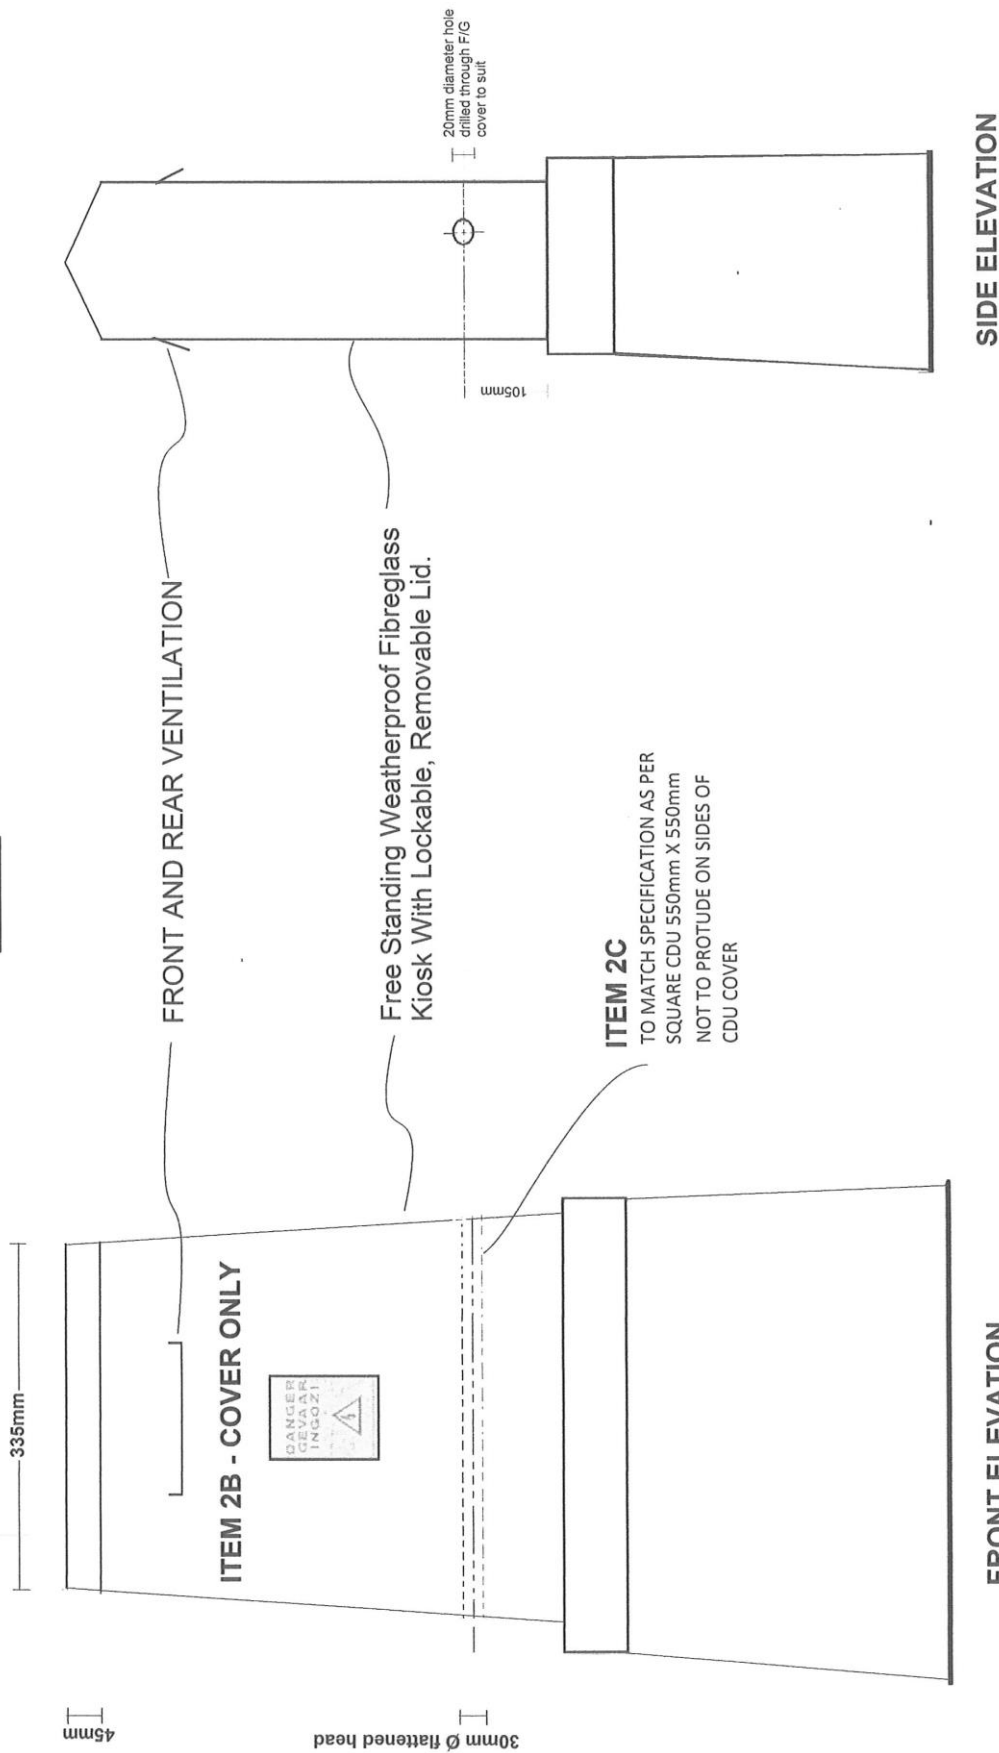 335mm
45mm
FRONT AND REAR VENTILATION
ITEM 2B - COVER ONLY
DANGER
GEVAAR
INGOZI
Free Standing Weatherproof Fibreglass
Kiosk With Lockable, Removable Lid.
30mm Ø flattened head
ITEM 2C
TO MATCH SPECIFICATION AS PER
SQUARE CDU 550mm X 550mm
NOT TO PROTUDE ON SIDES OF
CDU COVER
FRONT ELEVATION
20mm diameter hole
drilled through F/G
cover to suit
105mm
SIDE ELEVATION